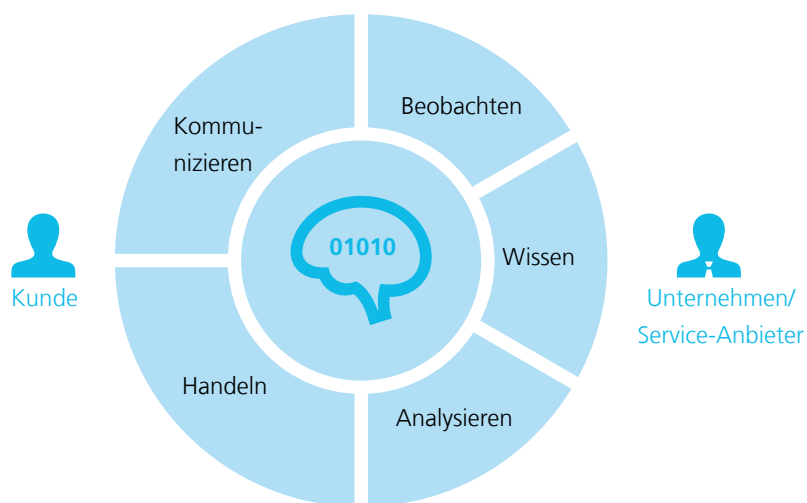 Beobachten
Kommu-
nizieren
01010
Wissen
Kunde
Unternehmen/
Service-Anbieter
Handeln
Analysieren